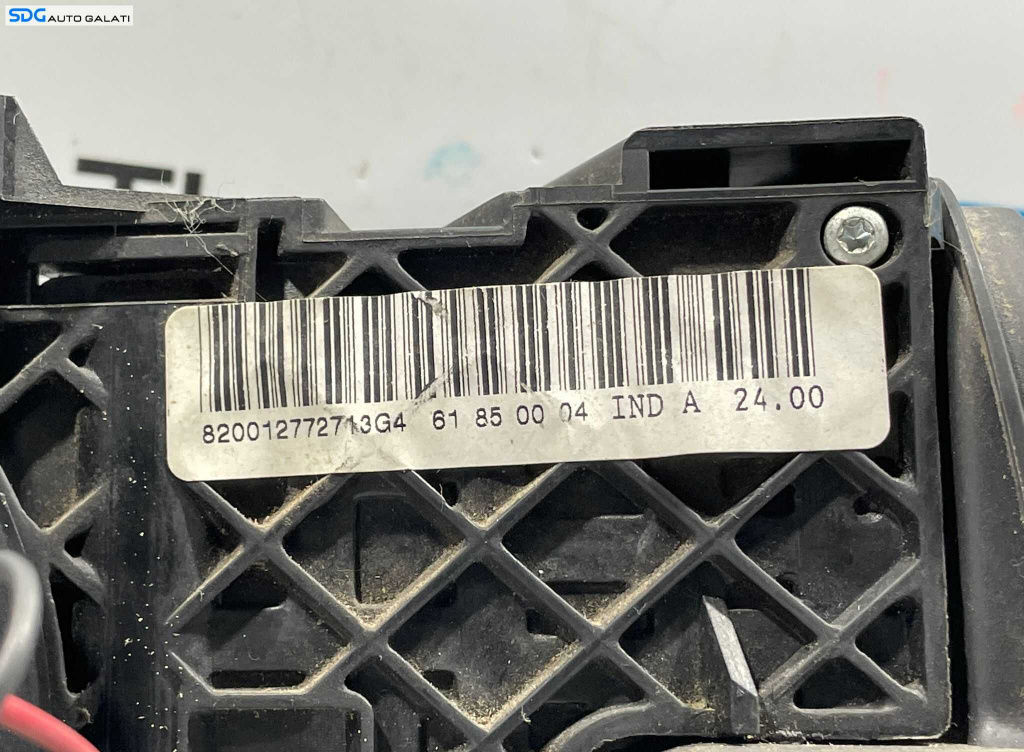 SDG AUTO GALATI
820012772713G4 61 85 00 04 IND A 24.00